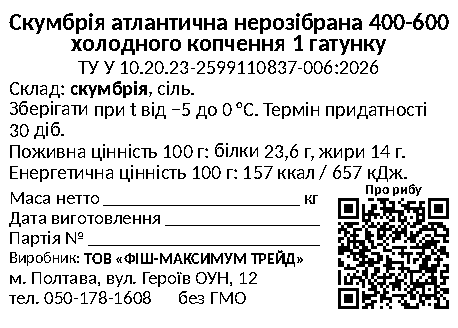 Скумбрія атлантична нерозібрана 400-600
холодного копчення 1 гатунку
ТУ У 10.20.23-2599110837-006:2026
Склад: скумбрія, сіль.
Зберігати при t від −5 до 0 °С. Термін придатності
30 діб.
Поживна цінність 100 г: білки 23,6 г, жири 14 г.
Енергетична цінність 100 г: 157 ккал / 657 кДж.
Про рибу
Маса нетто ____________________ кг
Дата виготовлення ________________
Партія № ________________________
Виробник: ТОВ «ФІШ-МАКСИМУМ ТРЕЙД»
м. Полтава, вул. Героїв ОУН, 12
тел. 050-178-1608 без ГМО